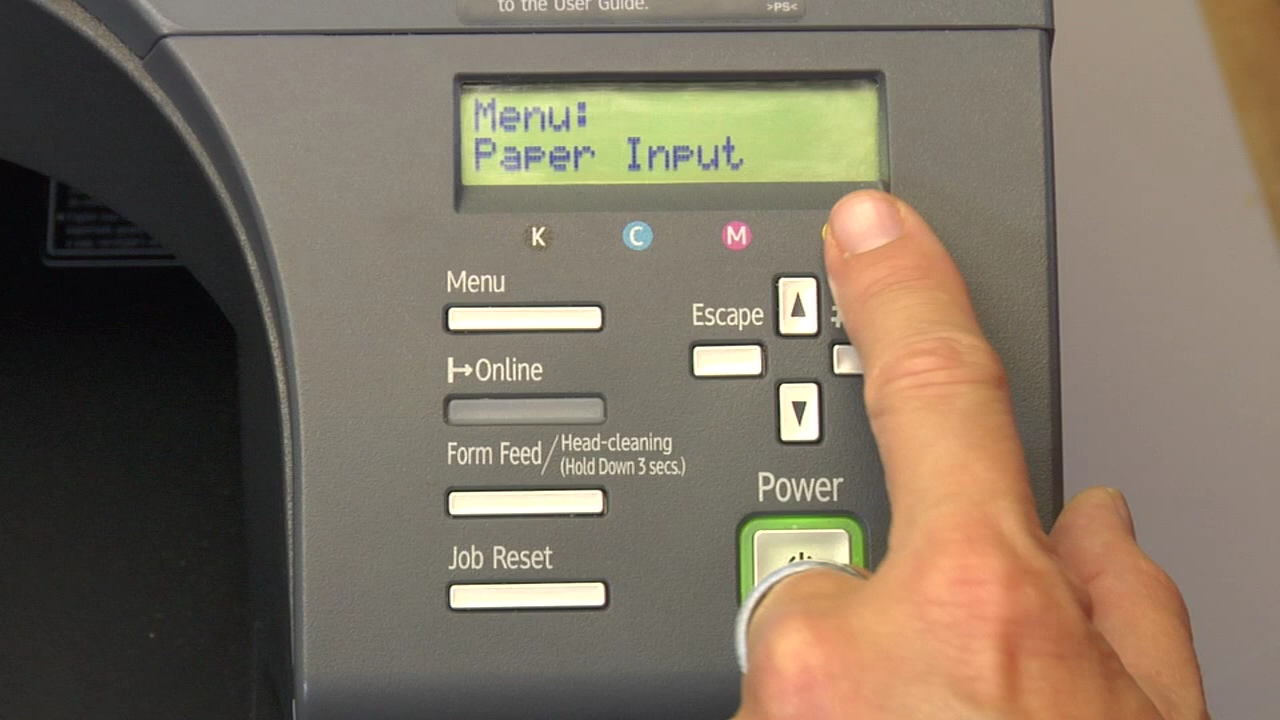 to the User Guide.
>PS<
Menu:
Paper Input
K C M
Menu
Escape
Online
Form Feed/Head-cleaning
(Hold Down 3 secs.)
Power
Job Reset